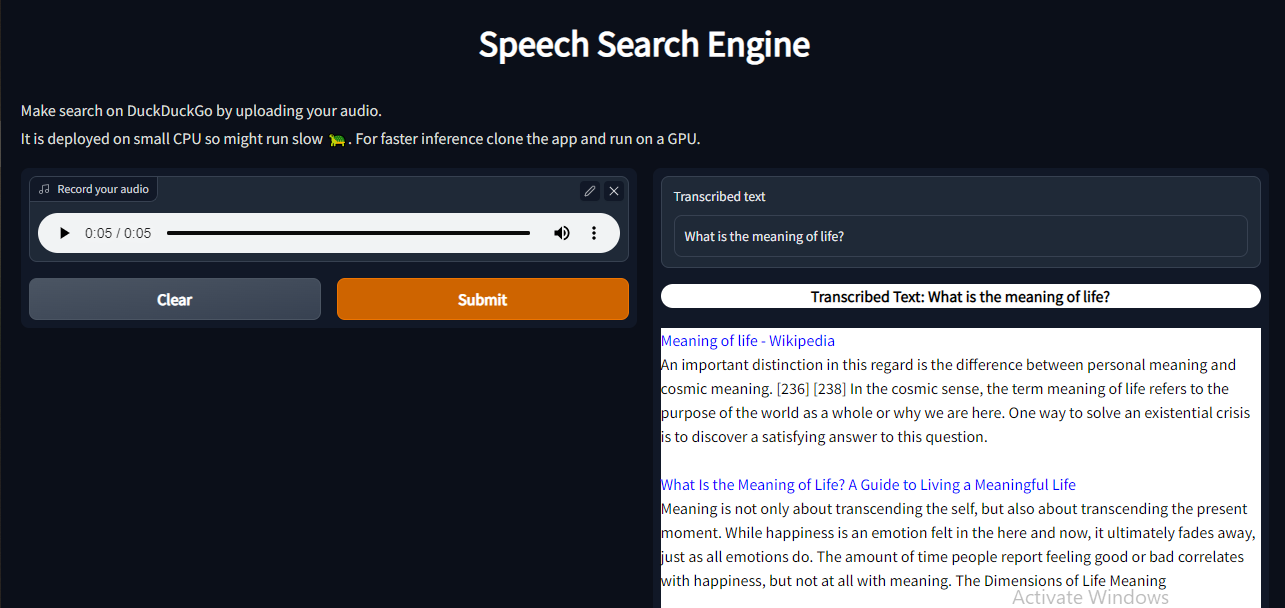 Speech Search Engine
Make search on DuckDuckGo by uploading your audio.
It is deployed on small CPU so might run slow 🐢. For faster inference clone the app and run on a GPU.
Record your audio
0:05 / 0:05
Clear
Submit
Transcribed text
What is the meaning of life?
Transcribed Text: What is the meaning of life?
Meaning of life - Wikipedia
An important distinction in this regard is the difference between personal meaning and
cosmic meaning. [236] [238] In the cosmic sense, the term meaning of life refers to the
purpose of the world as a whole or why we are here. One way to solve an existential crisis
is to discover a satisfying answer to this question.
What Is the Meaning of Life? A Guide to Living a Meaningful Life
Meaning is not only about transcending the self, but also about transcending the present
moment. While happiness is an emotion felt in the here and now, it ultimately fades away,
just as all emotions do. The amount of time people report feeling good or bad correlates
with happiness, but not at all with meaning. The Dimensions of Life Meaning
Activate Windows